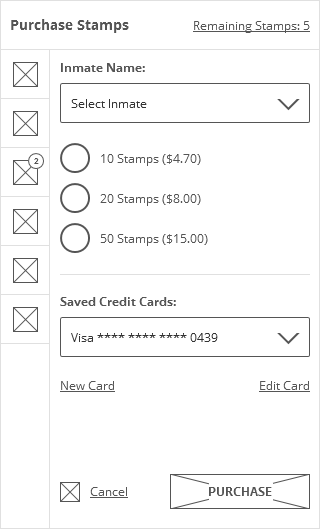 Purchase Stamps
Remaining Stamps: 5
Inmate Name:
Select Inmate
2
10 Stamps ($4.70)
20 Stamps ($8.00)
50 Stamps ($15.00)
Saved Credit Cards:
Visa **** **** **** 0439
New Card
Edit Card
Cancel
PURCHASE